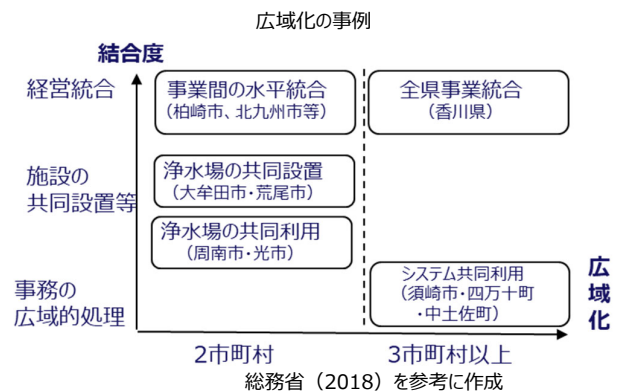 広域化の事例
結合度
経営統合
事業間の水平統合
（柏崎市、北九州市等）
全県事業統合
（香川県）
施設の
共同設置等
浄水場の共同設置
（大牟田市・荒尾市）
浄水場の共同利用
（周南市・光市）
事務の
広域的処理
システム共同利用
（須崎市・四万十町
・中土佐町）
広域化
2市町村
3市町村以上
総務省（2018）を参考に作成